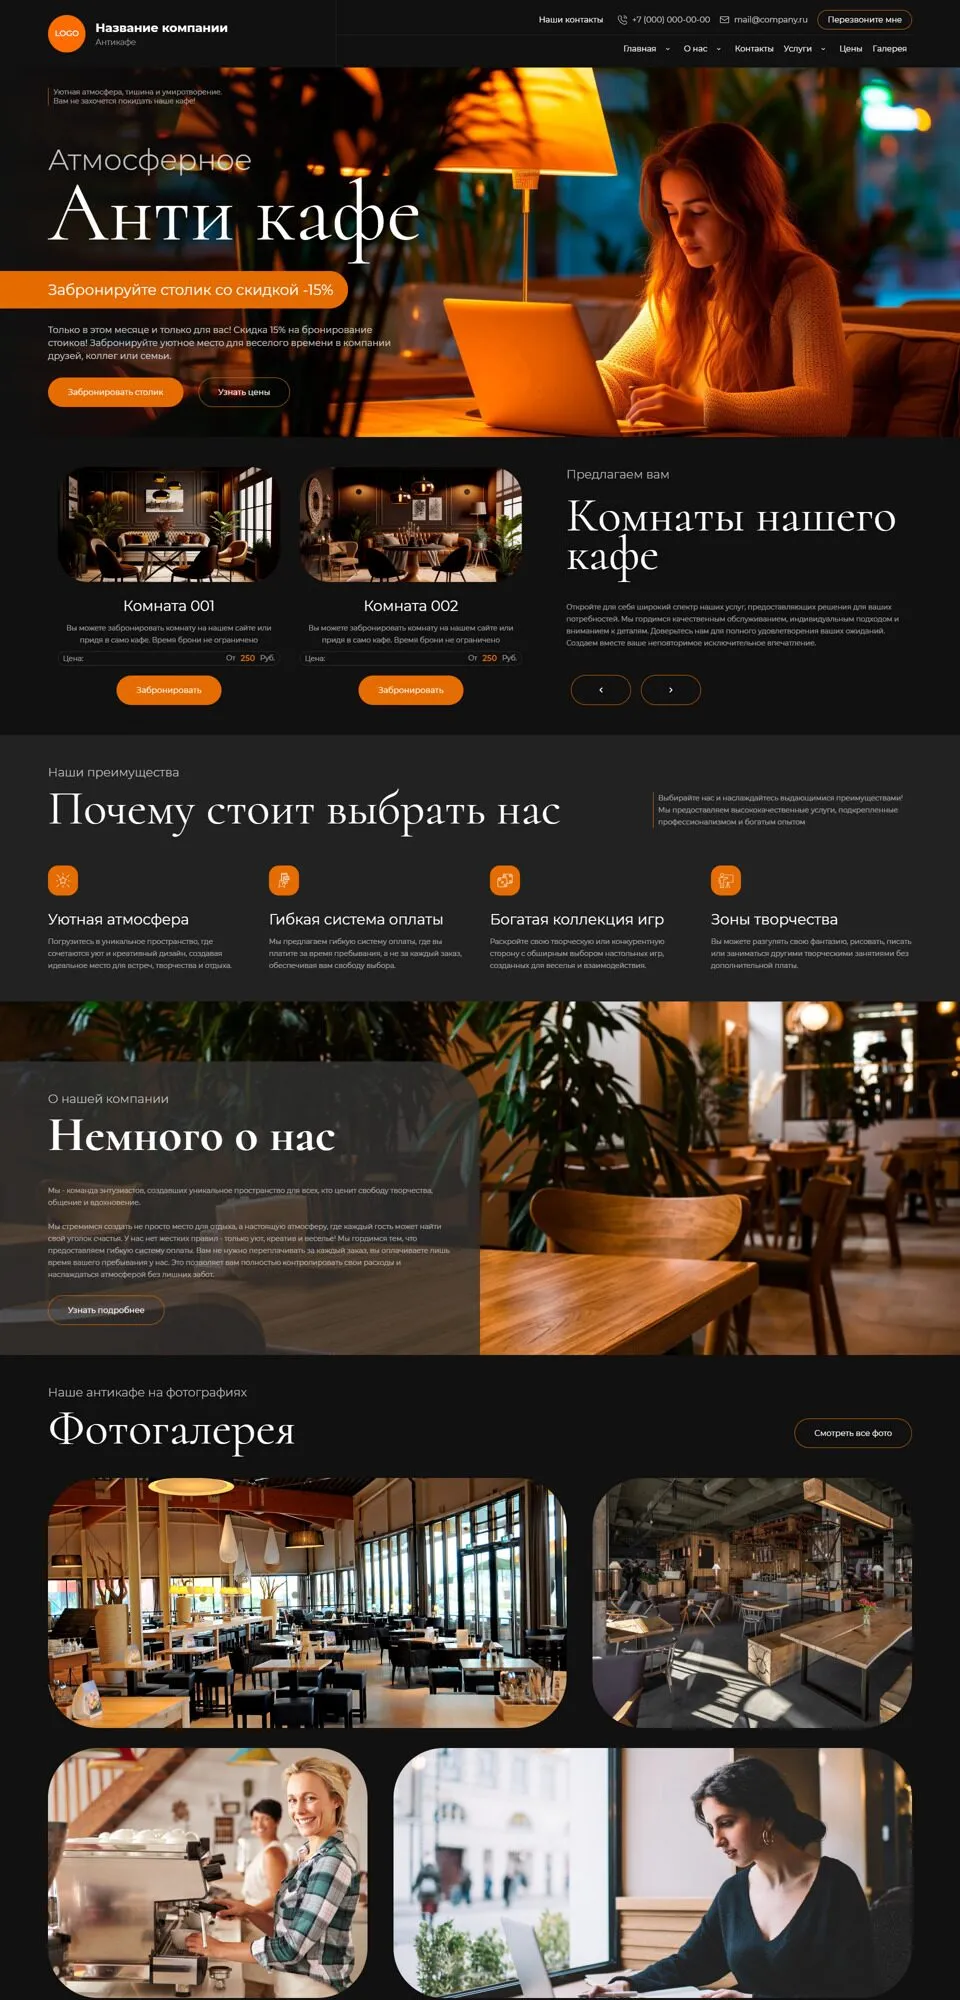 LOGO
Название компании
Антикафе
Наши контакты
+7 (000) 000-00-00
mail@company.ru
Перезвоните мне
Главная
О нас
Контакты
Услуги
Цены
Галерея
Уютная атмосфера, тишина и умиротворение.
Вам не захочется покидать наше кафе!
Атмосферное
Анти кафе
Забронируйте столик со скидкой -15%
Только в этом месяце и только для вас! Скидка 15% на бронирование
стоиков! Забронируйте уютное место для веселого времени в компании
друзей, коллег или семьи.
Забронировать столик
Узнать цены
Комната 001
Вы можете забронировать комнату на нашем сайте или
придя в само кафе. Время брони не ограничено
Цена:
От 250 Руб.
Забронировать
Комната 002
Вы можете забронировать комнату на нашем сайте или
придя в само кафе. Время брони не ограничено
Цена:
От 250 Руб.
Забронировать
Предлагаем вам
Комнаты нашего
кафе
Откройте для себя широкий спектр наших услуг, предоставляющих решения для ваших
потребностей. Мы гордимся качественным обслуживанием, индивидуальным подходом и
вниманием к деталям. Доверьтесь нам для полного удовлетворения ваших ожиданий.
Создаем вместе ваше неповторимое исключительное впечатление.
Наши преимущества
Почему стоит выбрать нас
Выбирайте нас и наслаждайтесь выдающимися преимуществами!
Мы предоставляем высококачественные услуги, подкрепленные
профессионализмом и богатым опытом
Уютная атмосфера
Погрузитесь в уникальное пространство, где
сочетаются уют и креативный дизайн, создавая
идеальное место для встреч, творчества и отдыха.
Гибкая система оплаты
Мы предлагаем гибкую систему оплаты, где вы
платите за время пребывания, а не за каждый заказ,
обеспечивая вам свободу выбора.
Богатая коллекция игр
Раскройте свою творческую или конкурентную
сторону с обширным выбором настольных игр,
созданных для веселья и взаимодействия.
Зоны творчества
Вы можете разгулять свою фантазию, рисовать, писать
или заниматься другими творческими занятиями без
дополнительной платы.
О нашей компании
Немного о нас
Мы - команда энтузиастов, создавших уникальное пространство для всех, кто ценит свободу творчества,
общение и вдохновение.
Мы стремимся создать не просто место для отдыха, а настоящую атмосферу, где каждый гость может найти
свой уголок счастья. У нас нет жестких правил - только уют, креатив и веселье! Мы гордимся тем, что
предоставляем гибкую систему оплаты. Вам не нужно переплачивать за каждый заказ, вы оплачиваете лишь
время вашего пребывания у нас. Это позволяет вам полностью контролировать свои расходы и
наслаждаться атмосферой без лишних забот.
Узнать подробнее
Наше антикафе на фотографиях
Фотогалерея
Смотреть все фото